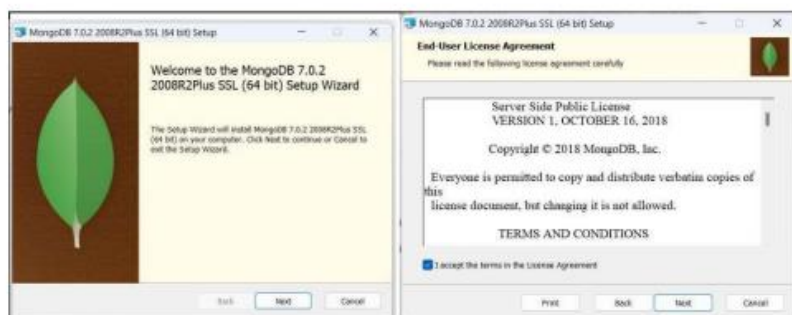 MongoDB 7.0.2 2008R2Plus SSL (64 bit) Setup
Welcome to the MongoDB 7.0.2
2008R2Plus SSL (64 bit) Setup Wizard
The Setup Wizard will install MongoDB 7.0.2 2008R2Plus SSL
(64 bit) on your computer. Click Next to continue or Cancel to
exit the Setup Wizard.
Back Next Cancel
MongoDB 7.0.2 2008R2Plus SSL (64 bit) Setup
End-User License Agreement
Please read the following license agreement carefully
Server Side Public License
VERSION 1, OCTOBER 16, 2018
Copyright © 2018 MongoDB, Inc.
Everyone is permitted to copy and distribute verbatim copies of
this
license document, but changing it is not allowed.
TERMS AND CONDITIONS
I accept the terms in the License Agreement
Print Back Next Cancel